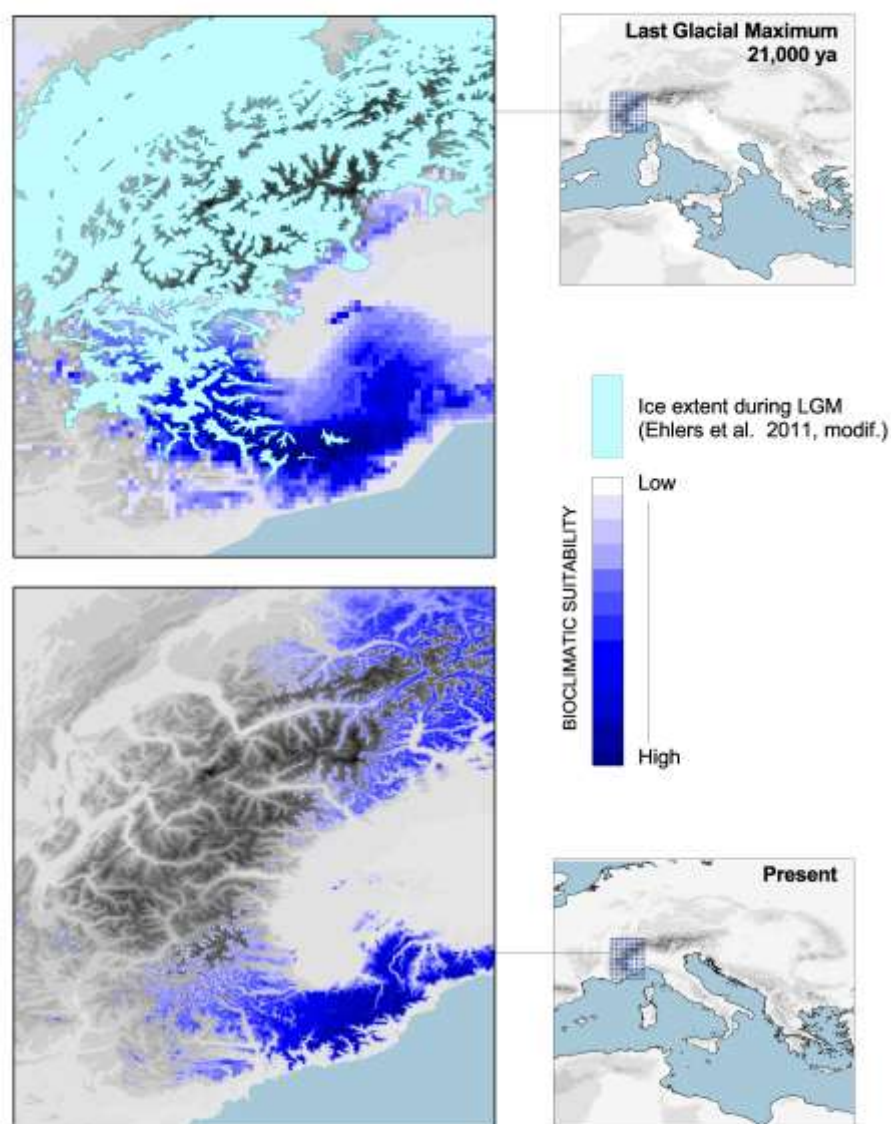 Last Glacial Maximum
21,000 ya
Ice extent during LGM
(Ehlers et al. 2011, modif.)
Low
BIOCLIMATIC SUITABILITY
High
Present